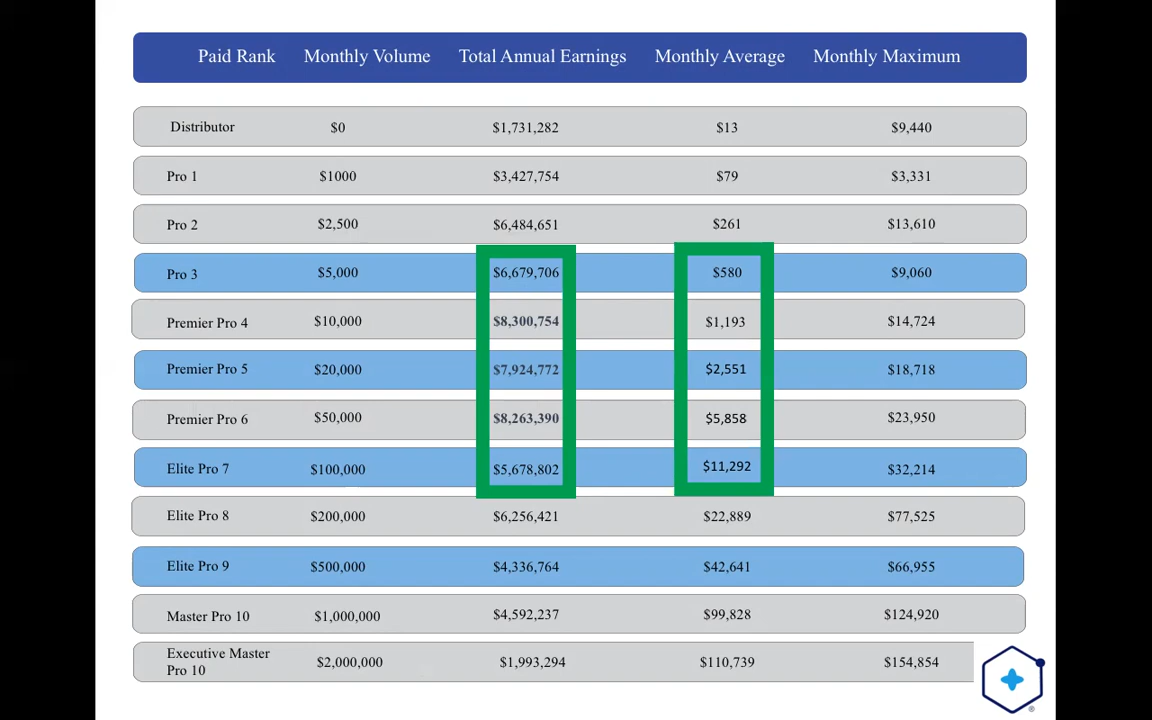 Paid Rank Monthly Volume Total Annual Earnings Monthly Average Monthly Maximum
Distributor $0 $1,731,282 $13 $9,440
Pro 1 $1000 $3,427,754 $79 $3,331
Pro 2 $2,500 $6,484,651 $261 $13,610
Pro 3 $5,000 $6,679,706 $580 $9,060
Premier Pro 4 $10,000 $8,300,754 $1,193 $14,724
Premier Pro 5 $20,000 $7,924,772 $2,551 $18,718
Premier Pro 6 $50,000 $8,263,390 $5,858 $23,950
Elite Pro 7 $100,000 $5,678,802 $11,292 $32,214
Elite Pro 8 $200,000 $6,256,421 $22,889 $77,525
Elite Pro 9 $500,000 $4,336,764 $42,641 $66,955
Master Pro 10 $1,000,000 $4,592,237 $99,828 $124,920
Executive Master
Pro 10 $2,000,000 $1,993,294 $110,739 $154,854
®